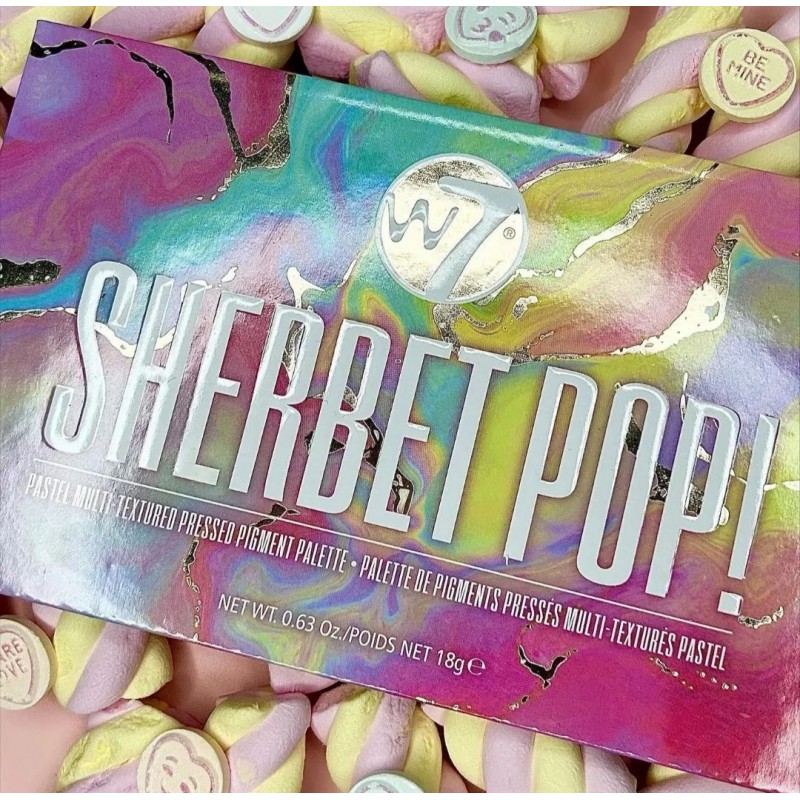 BE
MINE
W7®
SHERBET POP!
PASTEL MULTI-TEXTURED PRESSED PIGMENT PALETTE • PALETTE DE PIGMENTS PRESSÉS MULTI-TEXTURÉS PASTEL
NET WT. 0.63 Oz./POIDS NET 18g℮